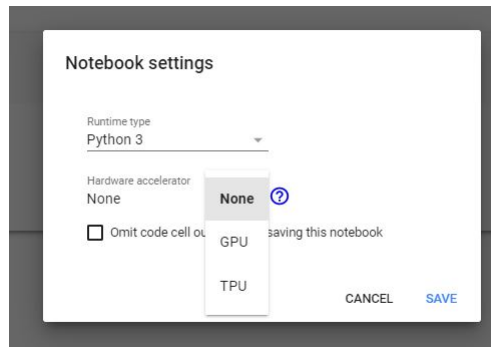 Notebook settings
Runtime type
Python 3
Hardware accelerator
None
None
GPU
TPU
Omit code cell ou saving this notebook
CANCEL SAVE